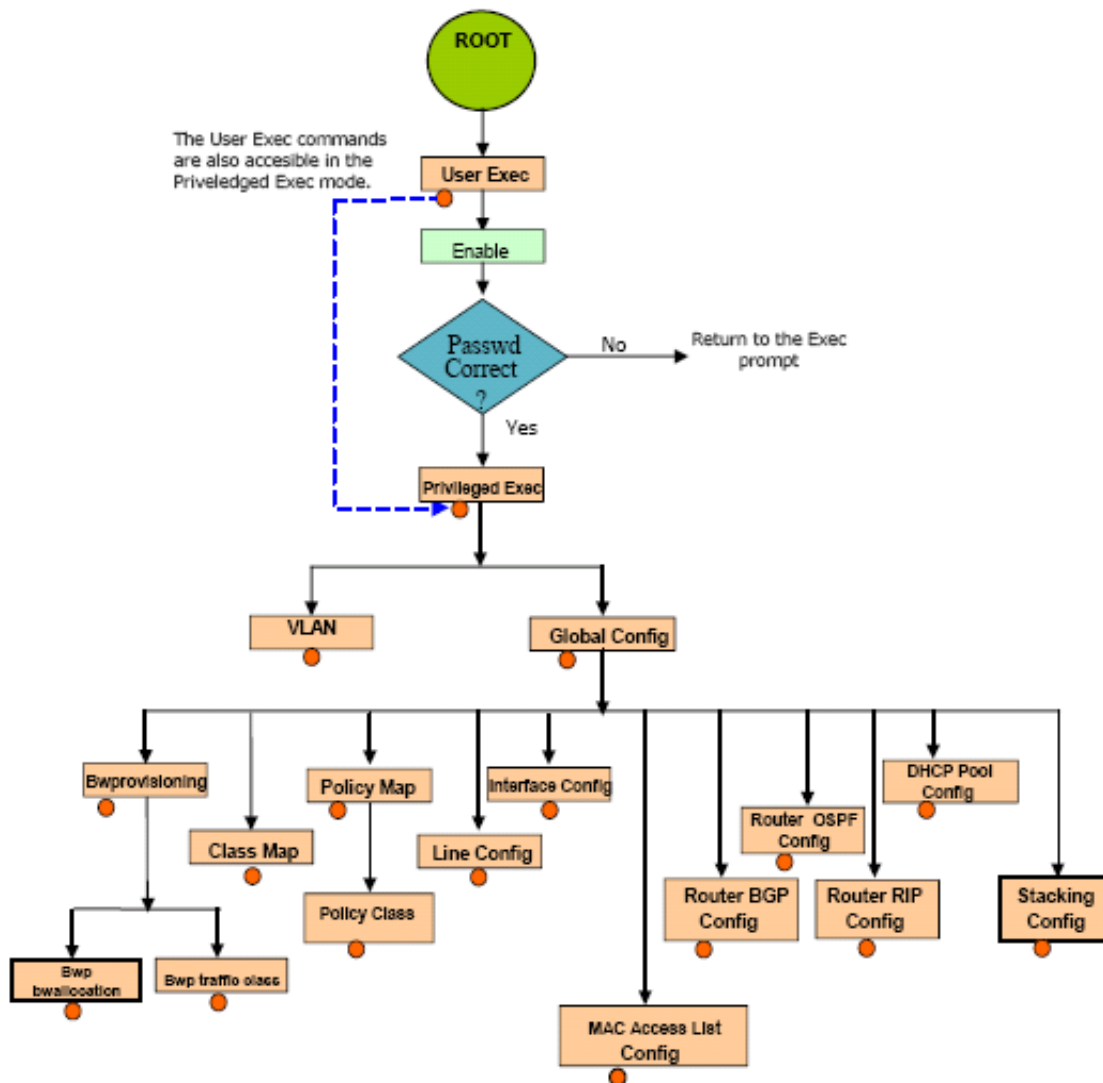 ROOT
The User Exec commands
are also accesible in the
Priveledged Exec mode.
User Exec
Enable
Passwd
Correct
?
No
Return to the Exec
prompt
Yes
Privileged Exec
VLAN
Global Config
Bwprovisioning
Policy Map
Interface Config
DHCP Pool
Config
Class Map
Line Config
Router OSPF
Config
Policy Class
Router BGP
Config
Router RIP
Config
Stacking
Config
Bwp
bwallocation
Bwp traffic class
MAC Access List
Config